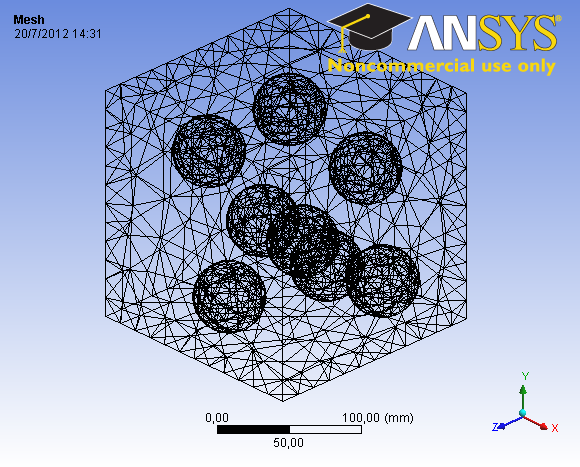 Mesh
20/7/2012 14:31
ANSYS®
Noncommercial use only
0,00
100,00 (mm)
50,00
Y
Z
X